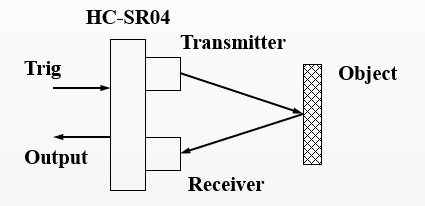 HC-SR04
Transmitter
Trig
Object
Output
Receiver